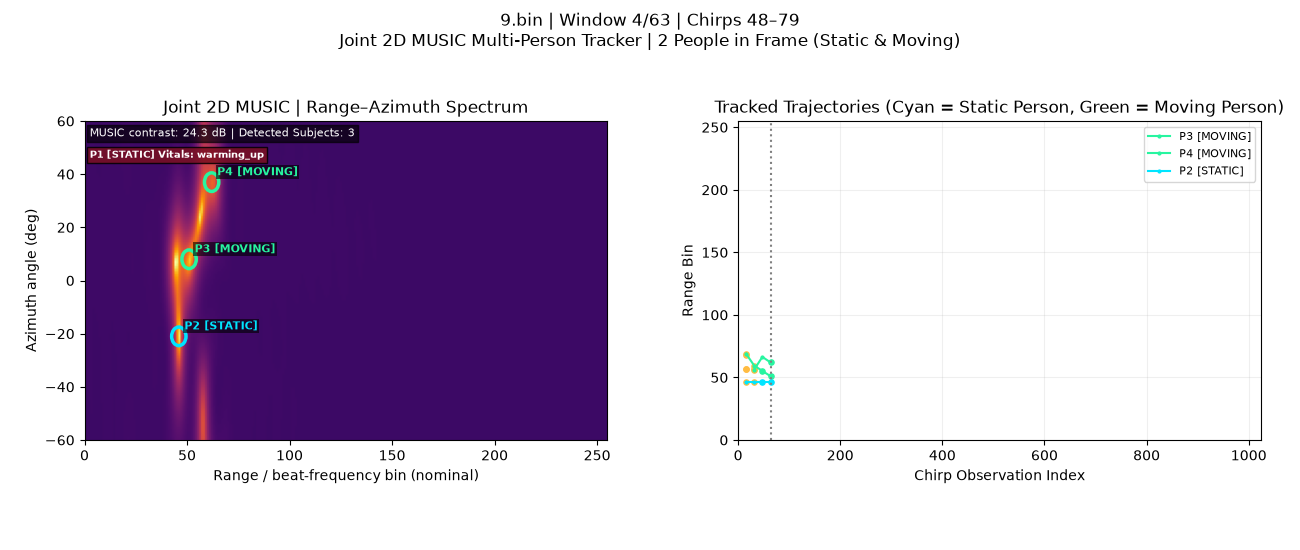 9.bin | Window 4/63 | Chirps 48–79
Joint 2D MUSIC Multi-Person Tracker | 2 People in Frame (Static & Moving)
Joint 2D MUSIC | Range–Azimuth Spectrum
MUSIC contrast: 24.3 dB | Detected Subjects: 3
P1 [STATIC] Vitals: warming_up
P4 [MOVING]
P3 [MOVING]
P2 [STATIC]
60
40
20
0
−20
−40
−60
Azimuth angle (deg)
0
50
100
150
200
250
Range / beat-frequency bin (nominal)
Tracked Trajectories (Cyan = Static Person, Green = Moving Person)
P3 [MOVING]
P4 [MOVING]
P2 [STATIC]
250
200
150
100
50
0
Range Bin
0
200
400
600
800
1000
Chirp Observation Index